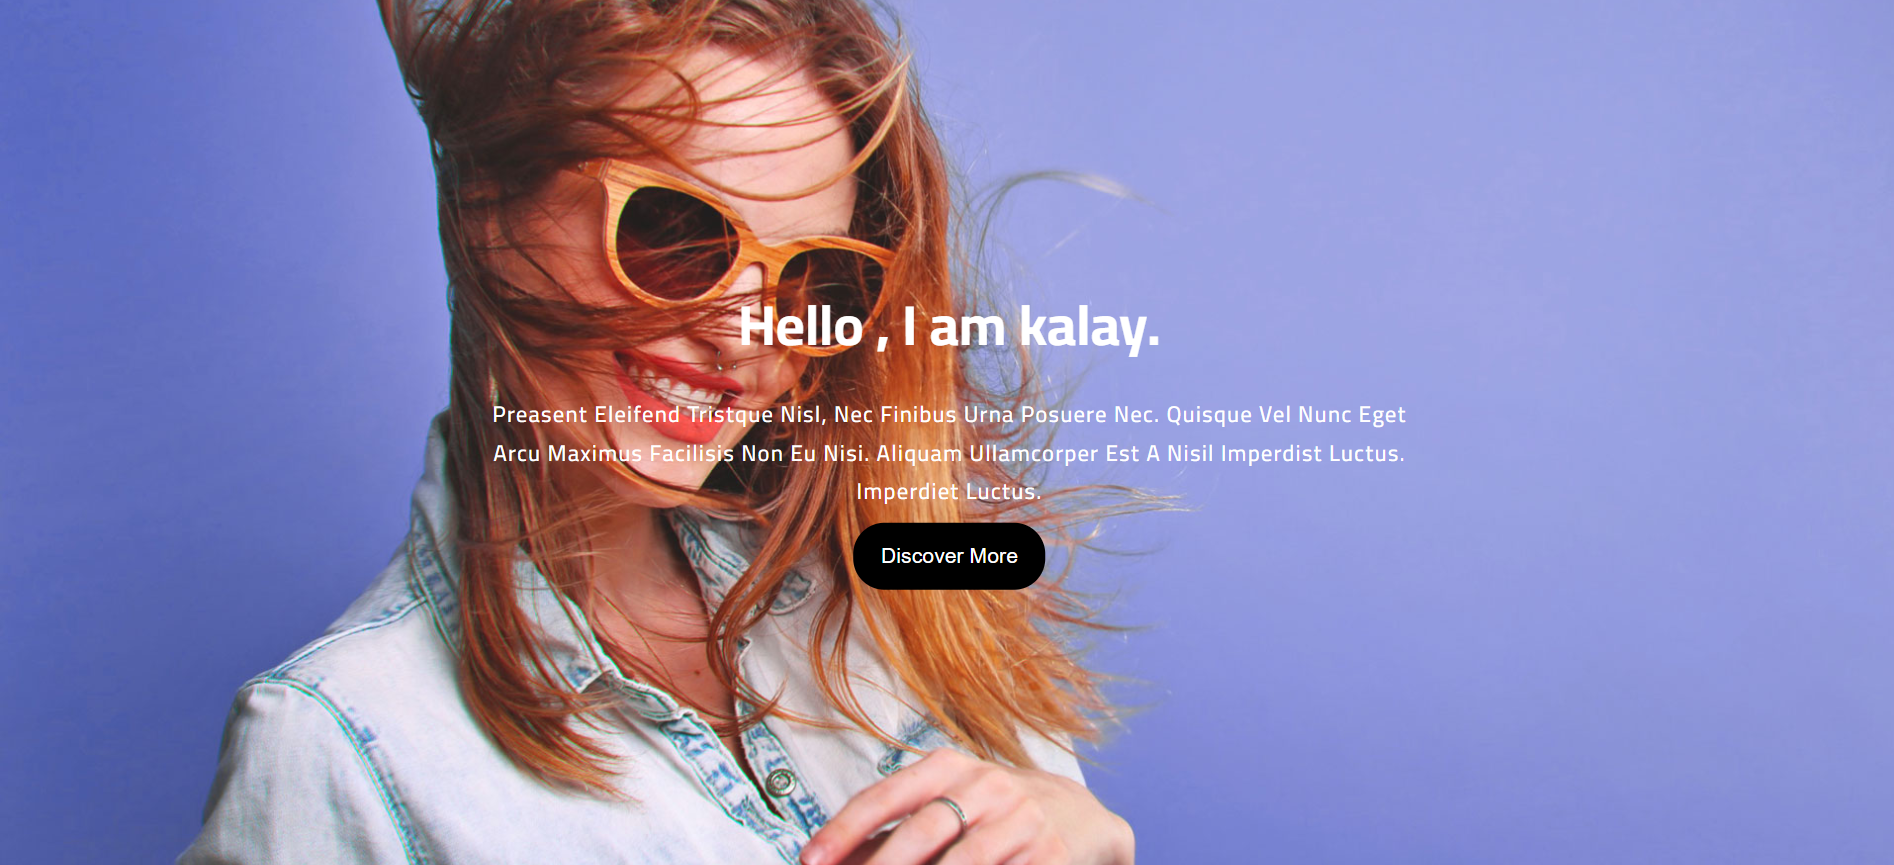 Hello , I am kalay.
Preasent Eleifend Tristque Nisl, Nec Finibus Urna Posuere Nec. Quisque Vel Nunc Eget
Arcu Maximus Facilisis Non Eu Nisi. Aliquam Ullamcorper Est A Nisil Imperdist Luctus.
Imperdiet Luctus.
Discover More